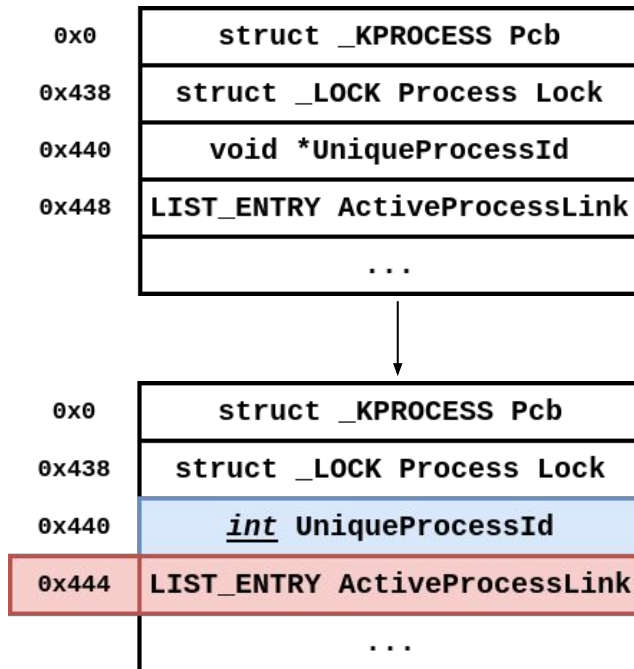 0x0 struct _KPROCESS Pcb
0x438 struct _LOCK Process Lock
0x440 void *UniqueProcessId
0x448 LIST_ENTRY ActiveProcessLink
...
0x0 struct _KPROCESS Pcb
0x438 struct _LOCK Process Lock
0x440 int UniqueProcessId
0x444 LIST_ENTRY ActiveProcessLink
...